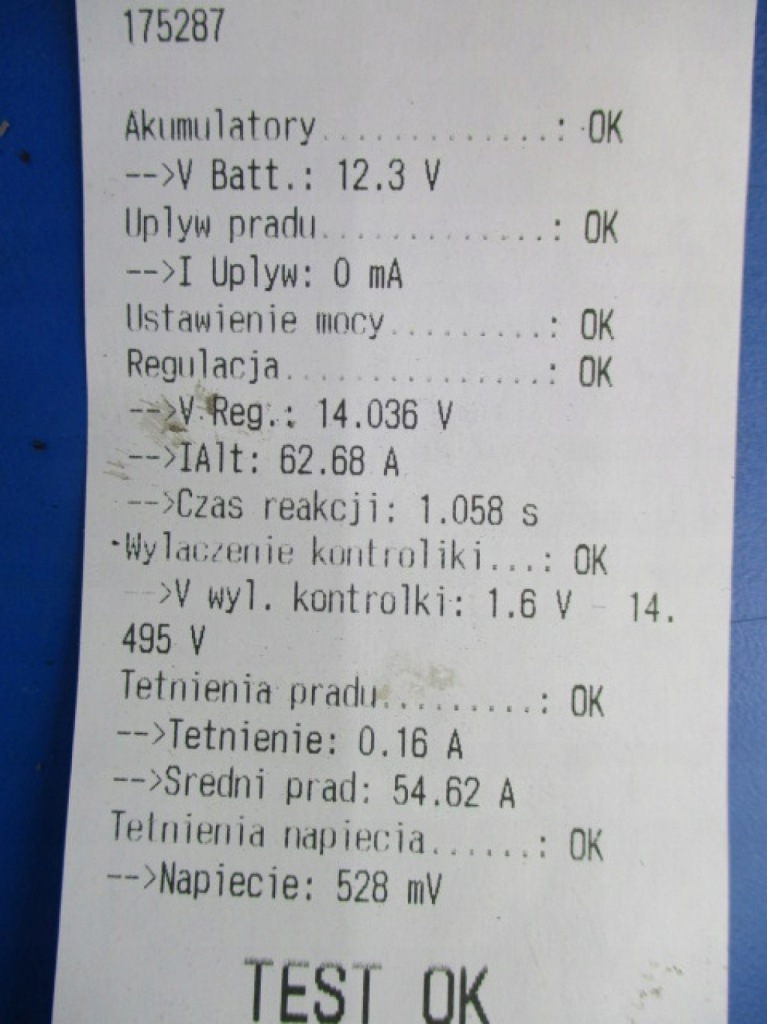 175287
Akumulatory.............: OK
-->V Batt.: 12.3 V
Uplyw pradu.............: OK
-->I Uplyw: 0 mA
Ustawienie mocy.........: OK
Regulacja...............: OK
-->V Reg.: 14.036 V
-->IAlt: 62.68 A
-->Czas reakcji: 1.058 s
Wylaczenie kontroliki...: OK
-->V wyl. kontrolki: 1.6 V - 14.
495 V
Tetnienia pradu.........: OK
-->Tetnienie: 0.16 A
-->Sredni prad: 54.62 A
Tetnienia napiecia......: OK
-->Napiecie: 528 mV
TEST OK